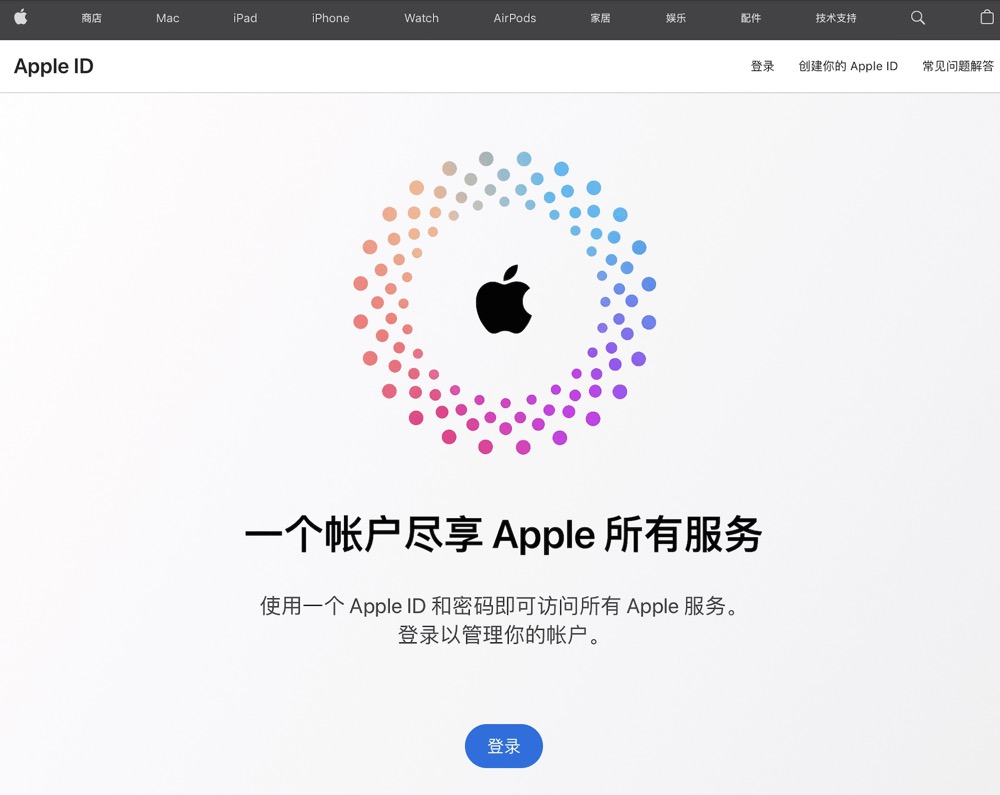 商店 Mac iPad iPhone Watch AirPods 家居 娱乐 配件 技术支持
Apple ID 登录 创建你的 Apple ID 常见问题解答
一个帐户尽享 Apple 所有服务
使用一个 Apple ID 和密码即可访问所有 Apple 服务。
登录以管理你的帐户。
登录